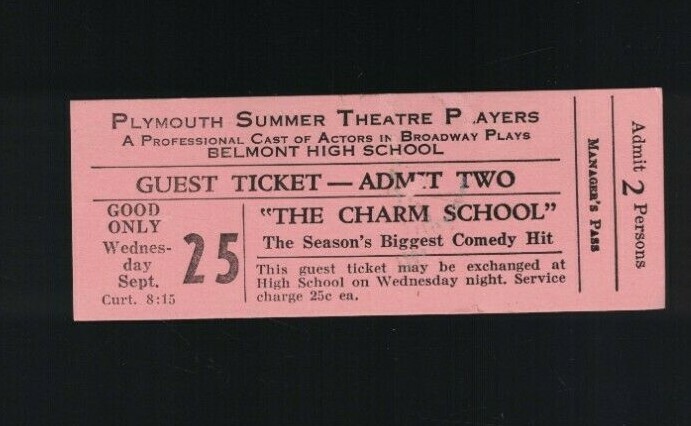 PLYMOUTH SUMMER THEATRE P AYERS
A PROFESSIONAL CAST OF ACTORS IN BROADWAY PLAYS
BELMONT HIGH SCHOOL
GUEST TICKET — ADMIT TWO
GOOD
ONLY
Wednes-
day
Sept.
25
Curt. 8:15
"THE CHARM SCHOOL"
The Season's Biggest Comedy Hit
This guest ticket may be exchanged at
High School on Wednesday night. Service
charge 25c ea.
MANAGER'S PASS
Admit 2 Persons